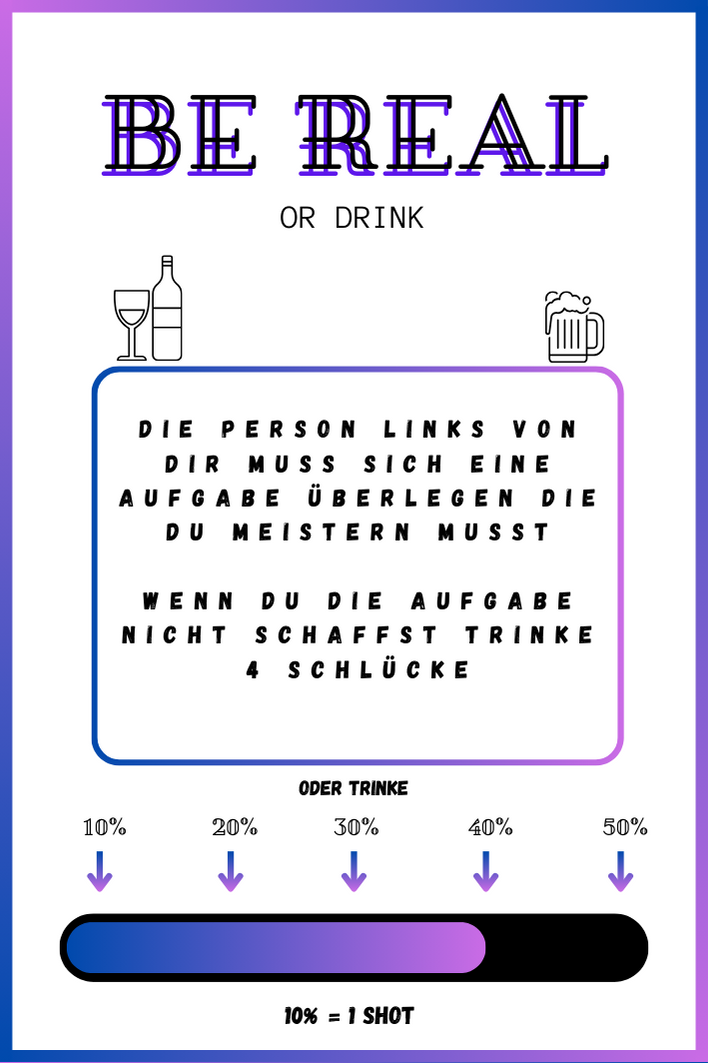 BE REAL
OR DRINK
DIE PERSON LINKS VON
DIR MUSS SICH EINE
AUFGABE ÜBERLEGEN DIE
DU MEISTERN MUSST
WENN DU DIE AUFGABE
NICHT SCHAFFST TRINKE
4 SCHLÜCKE
ODER TRINKE
10% 20% 30% 40% 50%
10% = 1 SHOT